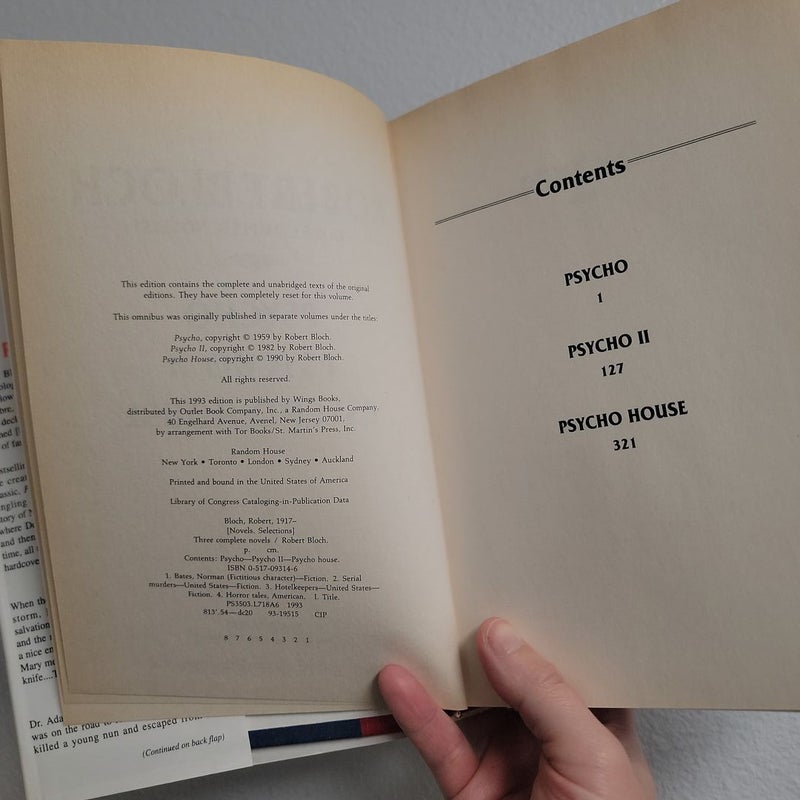 This edition contains the complete and unabridged texts of the original
editions. They have been completely reset for this volume.
This omnibus was originally published in separate volumes under the titles:
Psycho, copyright © 1959 by Robert Bloch.
Psycho II, copyright © 1982 by Robert Bloch.
Psycho House, copyright © 1990 by Robert Bloch.
All rights reserved.
This 1993 edition is published by Wings Books,
distributed by Outlet Book Company, Inc., a Random House Company,
40 Engelhard Avenue, Avenel, New Jersey 07001,
by arrangement with Tor Books/St. Martin's Press, Inc.
Random House
New York • Toronto • London • Sydney • Auckland
Printed and bound in the United States of America
Library of Congress Cataloging-in-Publication Data
Bloch, Robert, 1917–
[Novels. Selections]
Three complete novels / Robert Bloch.
p. cm.
Contents: Psycho—Psycho II—Psycho house.
ISBN 0-517-09314-6
1. Bates, Norman (Fictitious character)—Fiction. 2. Serial
murders—United States—Fiction. 3. Hotelkeepers—United States—
Fiction. 4. Horror tales, American. I. Title.
PS3503.L718A6 1993
813'.54—dc20 93-19515 CIP
8 7 6 5 4 3 2 1
Contents
PSYCHO
1
PSYCHO II
127
PSYCHO HOUSE
321
where
and then
time, all
hardcove
When th
storm,
salvation
and the
a nice en
Mary
knife....
Dr. Ada
was on the road to
killed a young nun and escaped from
(Continued on back flap)